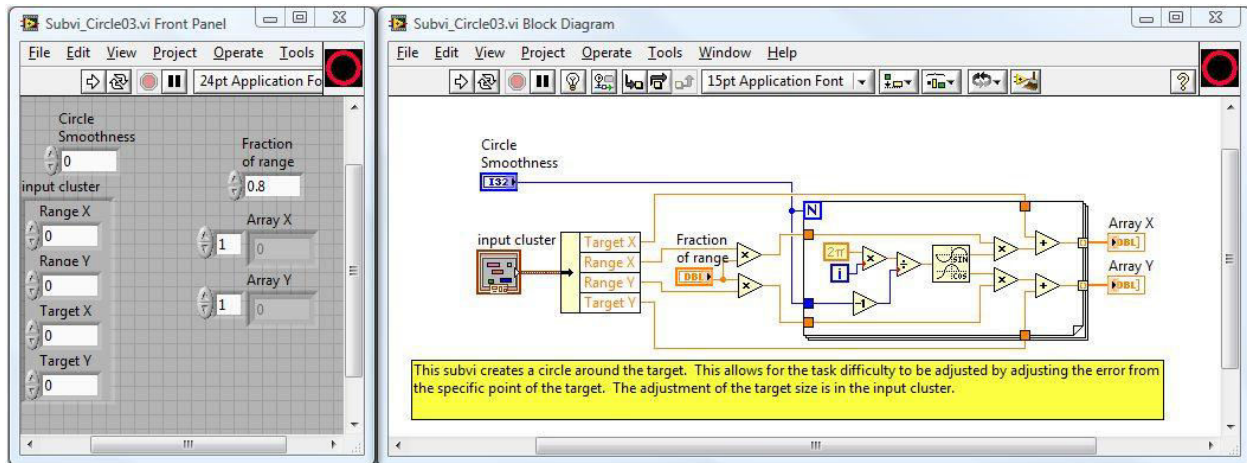 Subvi_Circle03.vi Front Panel
File Edit View Project Operate Tools
24pt Application Fo
Circle
Smoothness
0
input cluster
Range X
0
Range Y
0
Target X
0
Target Y
0
Fraction
of range
0.8
Array X
1 0
Array Y
1 0
Subvi_Circle03.vi Block Diagram
File Edit View Project Operate Tools Window Help
15pt Application Font
?
Circle
Smoothness
I32
input cluster
Target X
Range X
Range Y
Target Y
Fraction
of range
DBL
N
2π
i
×
×
×
÷
-1
SIN
COS
×
×
+
+
Array X
DBL]
Array Y
DBL]
This subvi creates a circle around the target. This allows for the task difficulty to be adjusted by adjusting the error from
the specific point of the target. The adjustment of the target size is in the input cluster.